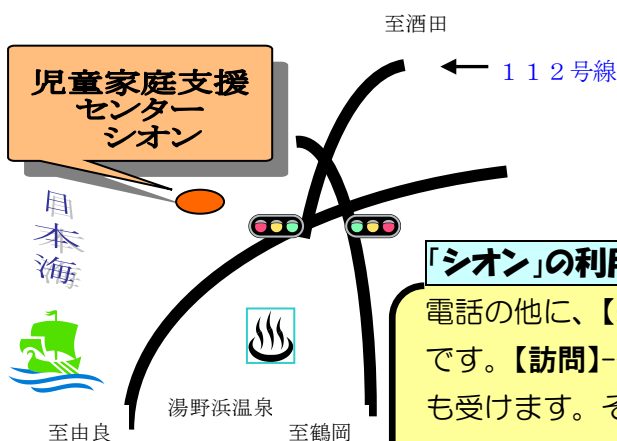 至酒田
１１２号線
児童家庭支援
センター
シオン
日本海
「シオン」の利
電話の他に、【
です。【訪問】
も受けます。
湯野浜温泉
至由良
至鶴岡